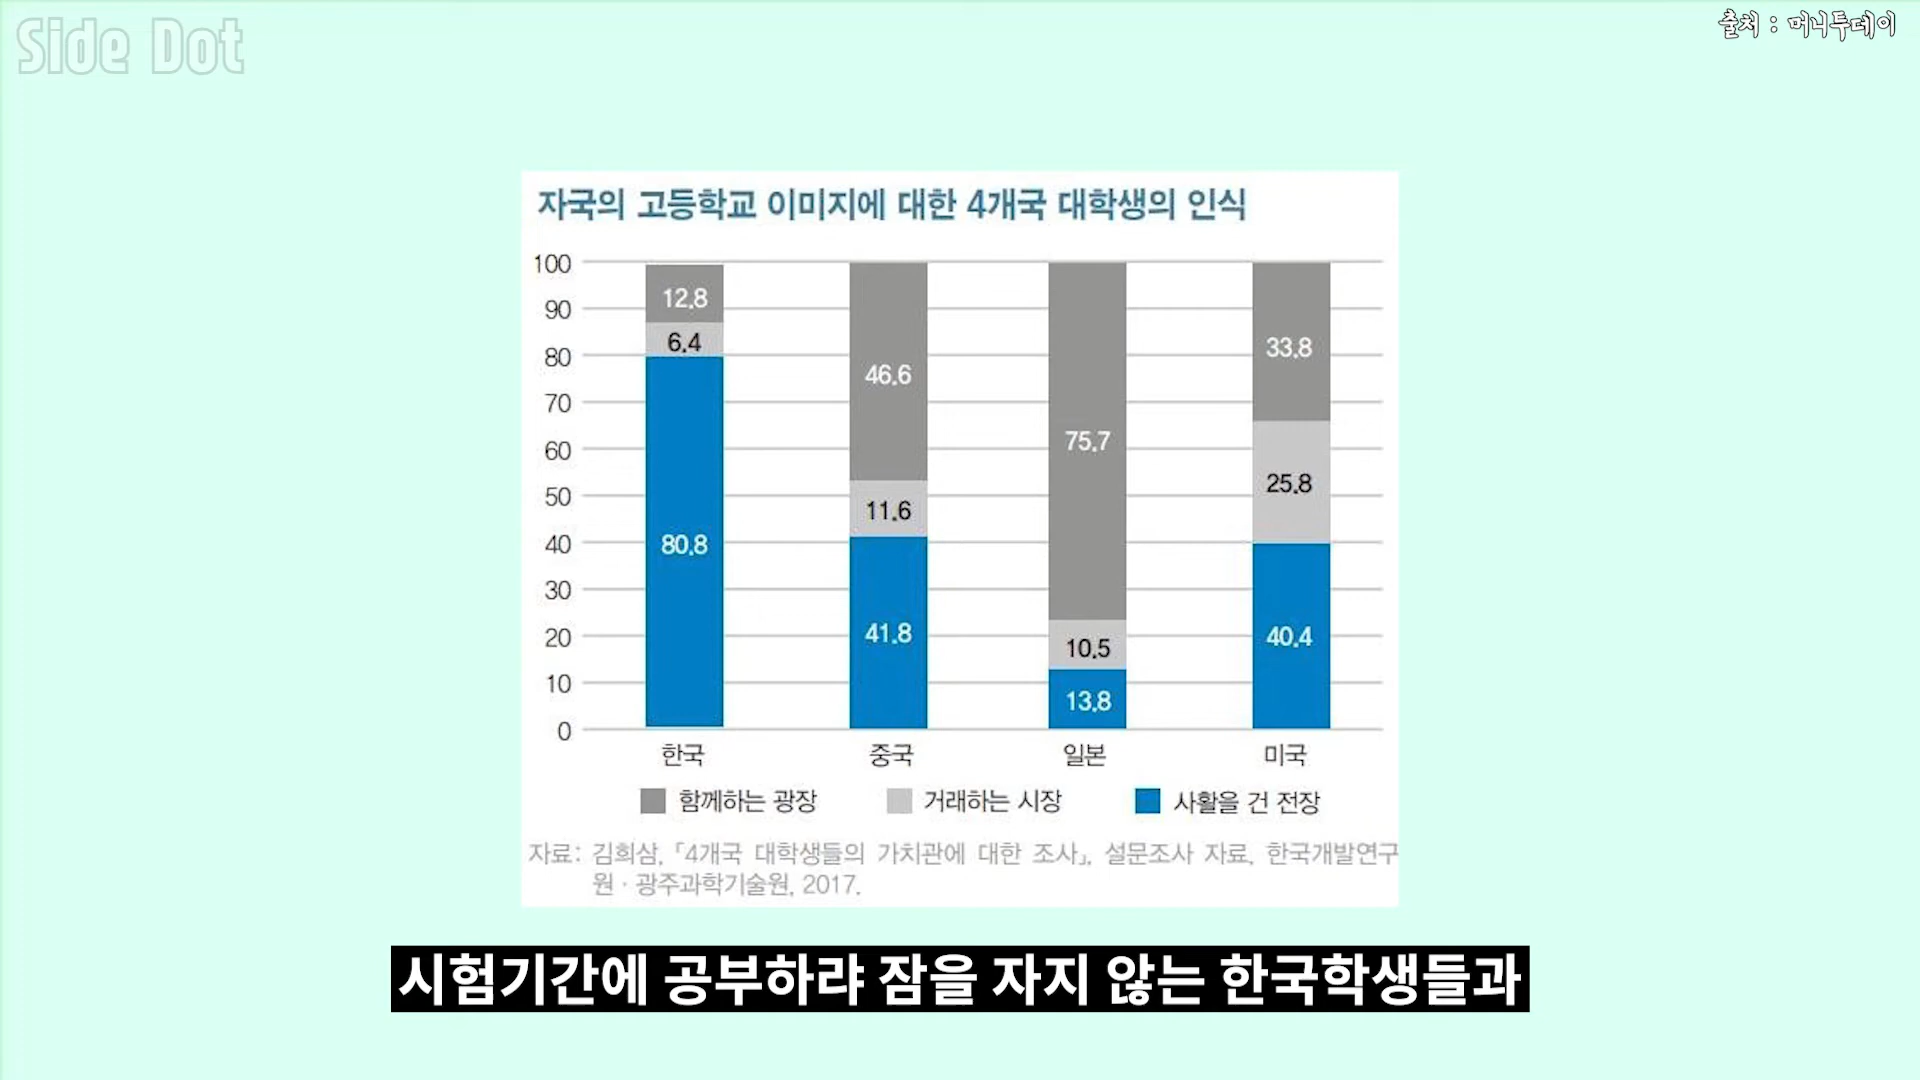 Side Dot
출처 : 머니투데이
자국의 고등학교 이미지에 대한 4개국 대학생의 인식
100
90
80
70
60
50
40
30
20
10
0
12.8
6.4
80.8
46.6
11.6
41.8
75.7
10.5
13.8
33.8
25.8
40.4
한국 중국 일본 미국
함께하는 광장 거래하는 시장 사활을 건 전장
자료: 김희삼, 「4개국 대학생들의 가치관에 대한 조사」, 설문조사 자료, 한국개발연구
원 · 광주과학기술원, 2017.
시험기간에 공부하랴 잠을 자지 않는 한국학생들과